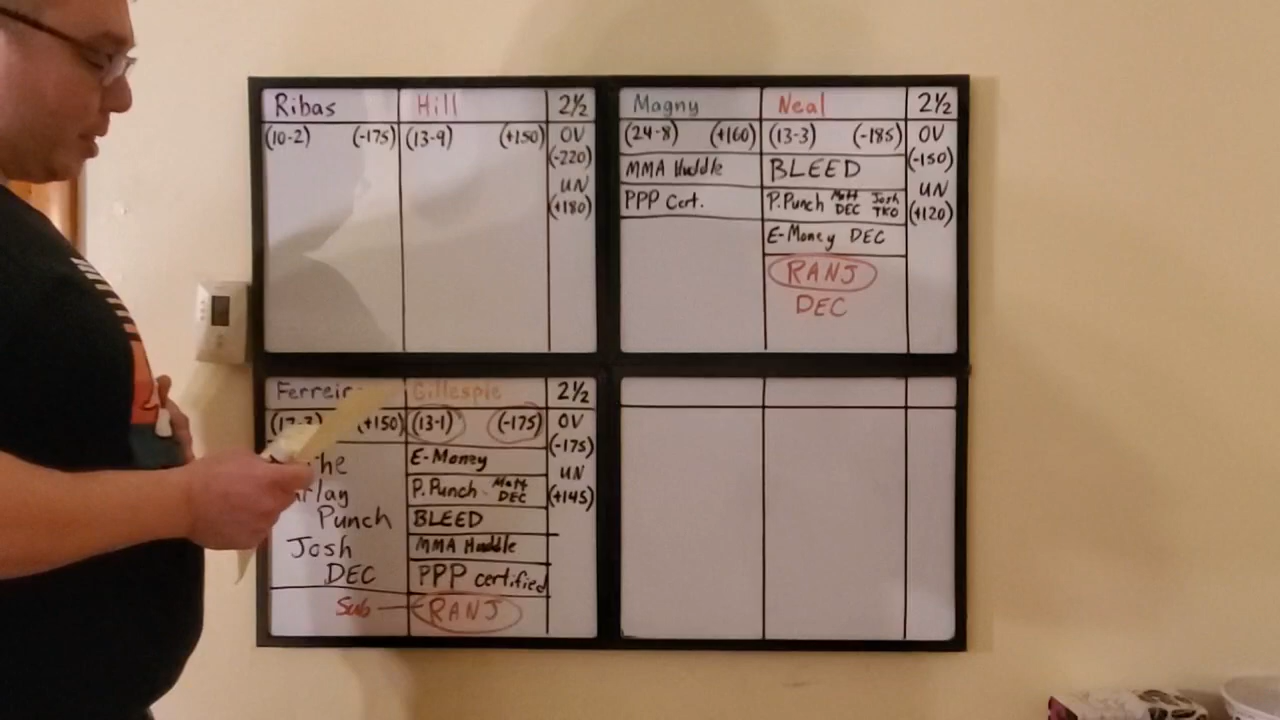 Ribas Hill 2½
(10-2) (-175) (13-9) (+150) OV
(-220)
UN
(+180)
Magny Neal 2½
(24-8) (+160) (13-3) (-185) OV
(-150)
UN
(+120)
MMA Huddle
PPP Cert.
BLEED
P.Punch Matt DEC Josh TKO
E-Money DEC
RANJ
DEC
Gillespie 2½
(+150) (13-1) (-175) OV
(-175)
UN
(+145)
Punch
Josh
DEC
E-Money
P.Punch Matt DEC
BLEED
MMA Huddle
PPP certified
Sub RANJ